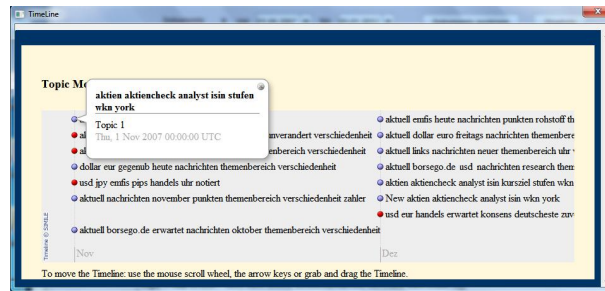 TimeLine
Topic Mo
aktien aktiencheck analyst isin stufen
wkn york
Topic 1
Thu, 1 Nov 2007 00:00:00 UTC
aktuell emfis heute nachrichten punkten rohstoff th
unverandert verschiedenheit
aktuell dollar euro freitags nachrichten themenbere
enbereich verschiedenheit
aktuell links nachrichten neuer themenbereich uhr
dollar eur gegenub heute nachrichten themenbereich verschiedenheit
aktuell borsego.de usd nachrichten research them
usd jpy emfis pips handels uhr notiert
aktien aktiencheck analyst isin kursziel stufen wkn
aktuell nachrichten november punkten themenbereich verschiedenheit zahler
New aktien aktiencheck analyst isin wkn york
usd eur handels erwartet konsens deutscheste zuv
aktuell borsego.de erwartet nachrichten oktober themenbereich verschiedenheit
Timeline © SIMILE
Nov
Dez
To move the Timeline: use the mouse scroll wheel, the arrow keys or grab and drag the Timeline.